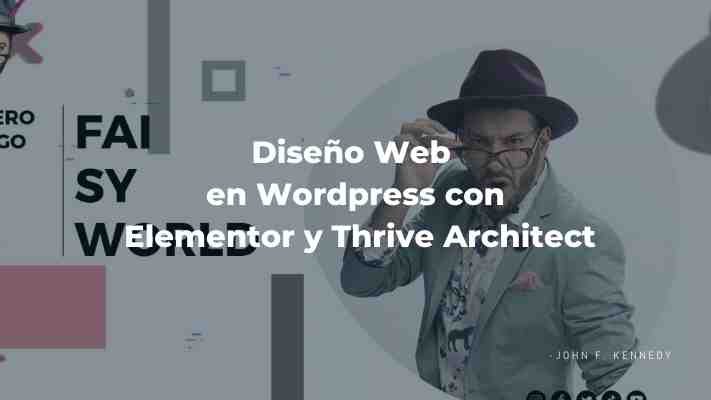 Diseño Web
en Wordpress con
Elementor y Thrive Architect
FAI
SY
WORLD
ERO
GO
-JOHN F. KENNEDY